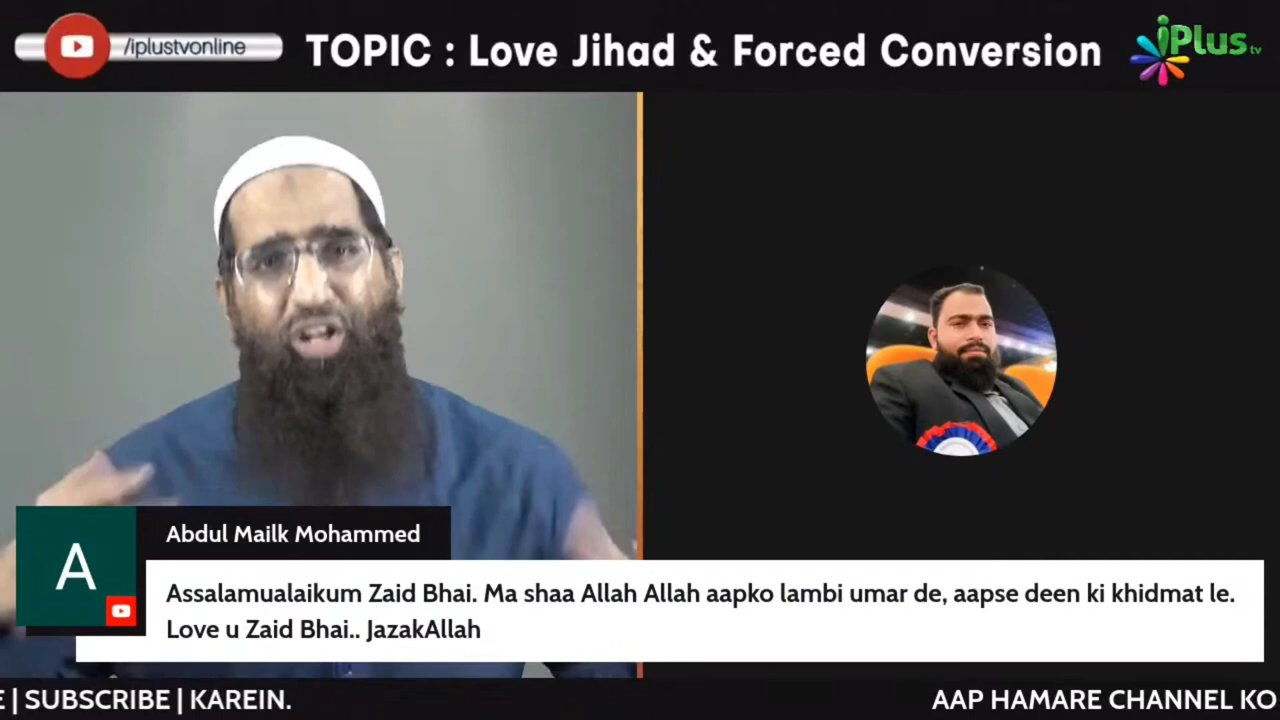 /iplustvonline
TOPIC : Love Jihad & Forced Conversion
iPlus tv
A
Abdul Mailk Mohammed
Assalamualaikum Zaid Bhai. Ma shaa Allah Allah aapko lambi umar de, aapse deen ki khidmat le.
Love u Zaid Bhai.. JazakAllah
E | SUBSCRIBE | KAREIN.
AAP HAMARE CHANNEL KO